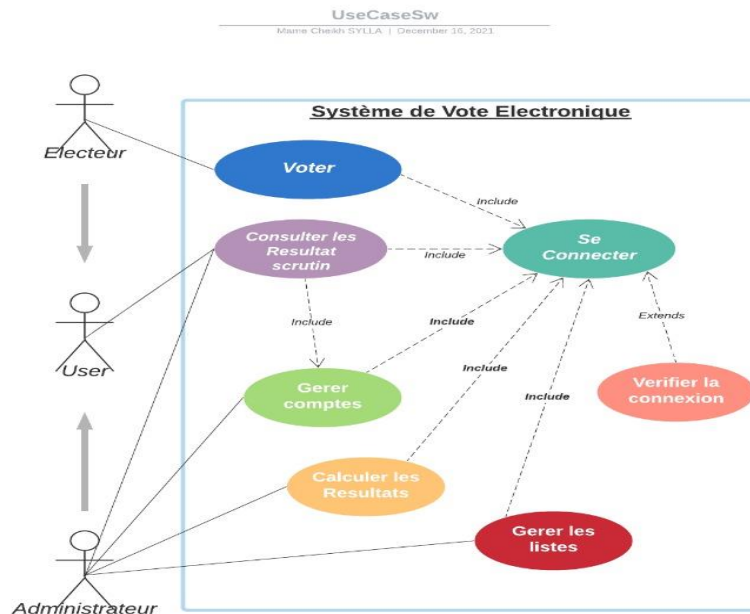 UseCaseSw
Mame Cheikh SYLLA | December 16, 2021
Système de Vote Electronique
Electeur
Voter
Include
Consulter les
Resultat
scrutin
Include
Se
Connecter
Include
Include
Extends
User
Include
Gerer
comptes
Include
Verifier la
connexion
Calculer les
Resultats
Gerer les
listes
Administrateur